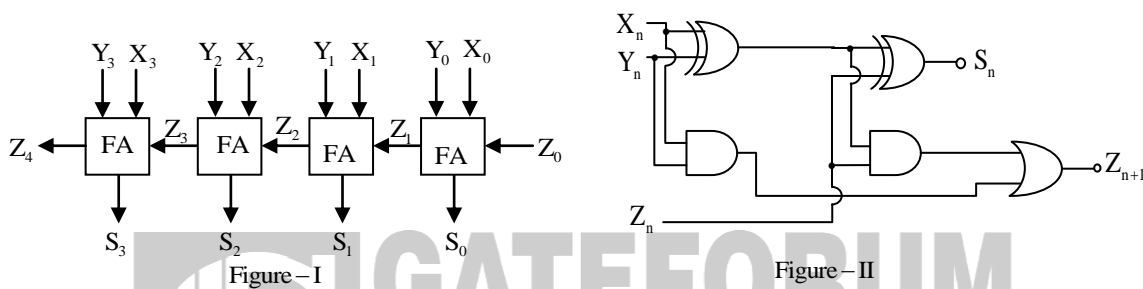 Y₃ X₃ Y₂ X₂ Y₁ X₁ Y₀ X₀
Z₄ FA Z₃ FA Z₂ FA Z₁ FA Z₀
S₃ S₂ S₁ S₀
Figure – I
Xₙ
Yₙ
Sₙ
Zₙ₊₁
Zₙ
Figure – II
GATEFORUM